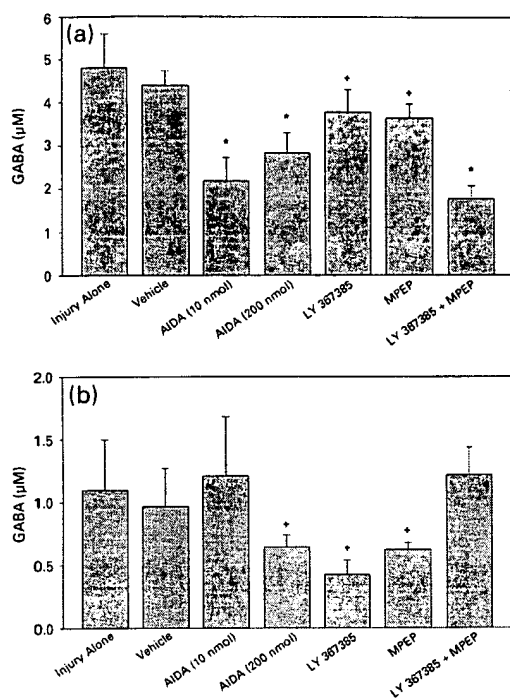 (a)
6
5
4
3
2
1
0
GABA (µM)
*
*
+
+
*
Injury Alone
Vehicle
AIDA (10 nmol)
AIDA (200 nmol)
LY 367385
MPEP
LY 367385 + MPEP
(b)
2.0
1.5
1.0
0.5
0.0
GABA (µM)
+
+
+
Injury Alone
Vehicle
AIDA (10 nmol)
AIDA (200 nmol)
LY 367385
MPEP
LY 367385 + MPEP